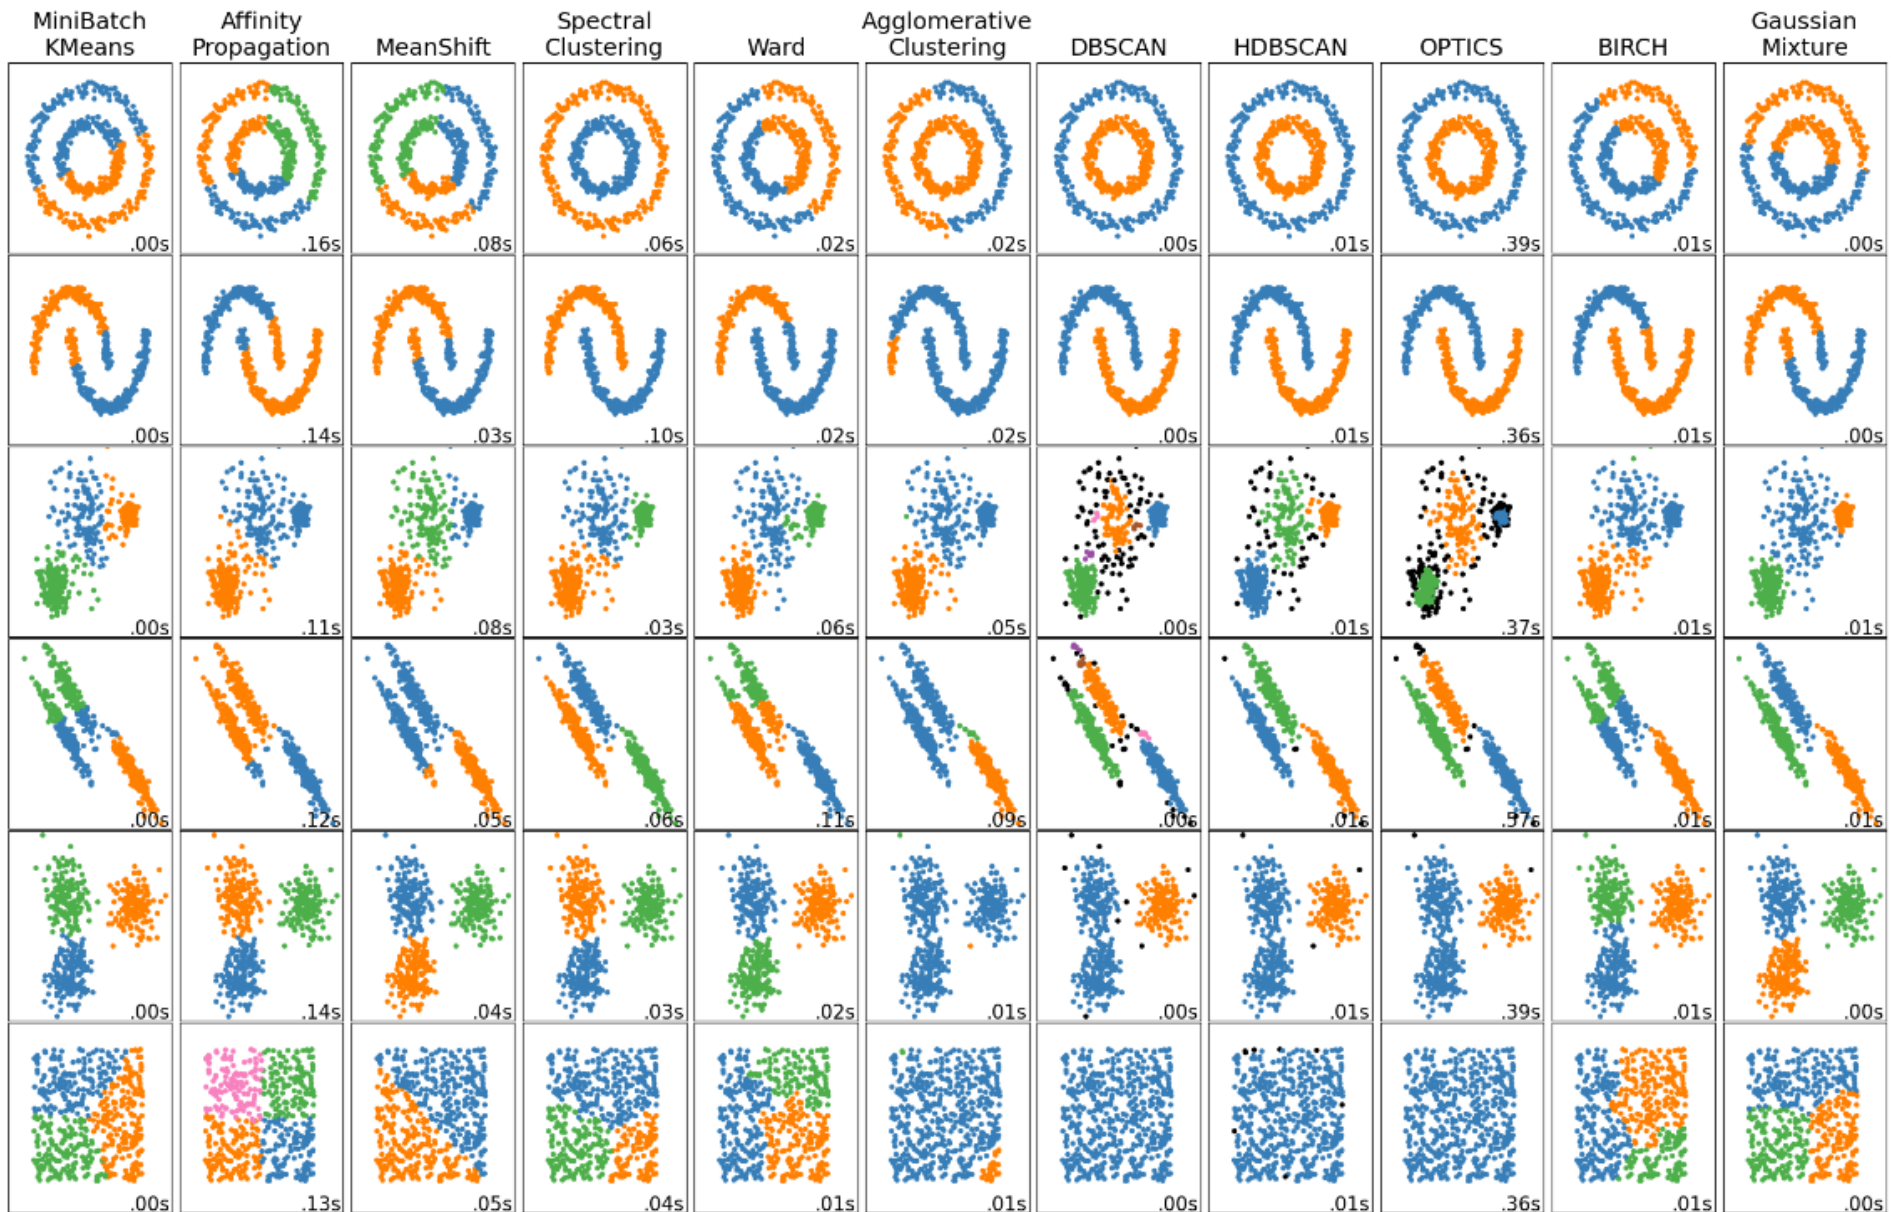 MiniBatch
KMeans
Affinity
Propagation
MeanShift
Spectral
Clustering
Ward
Agglomerative
Clustering
DBSCAN
HDBSCAN
OPTICS
BIRCH
Gaussian
Mixture
.00s
.16s
.08s
.06s
.02s
.02s
.00s
.01s
.39s
.01s
.00s
.00s
.14s
.03s
.10s
.02s
.02s
.00s
.01s
.36s
.01s
.00s
.00s
.11s
.08s
.03s
.06s
.05s
.00s
.01s
.37s
.01s
.01s
.00s
.12s
.05s
.06s
.11s
.09s
.00s
.01s
.37s
.01s
.01s
.00s
.14s
.04s
.03s
.02s
.01s
.00s
.01s
.39s
.01s
.00s
.00s
.13s
.05s
.04s
.01s
.01s
.00s
.01s
.36s
.01s
.00s